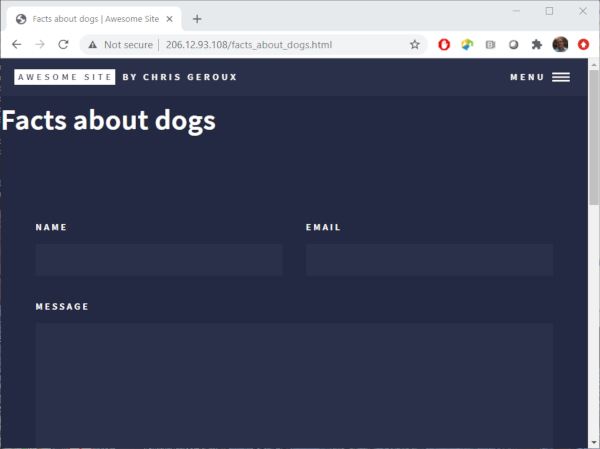 Facts about dogs | Awesome Site
Not secure | 206.12.93.108/facts_about_dogs.html
AWESOME SITE BY CHRIS GEROUX
MENU
Facts about dogs
NAME
EMAIL
MESSAGE